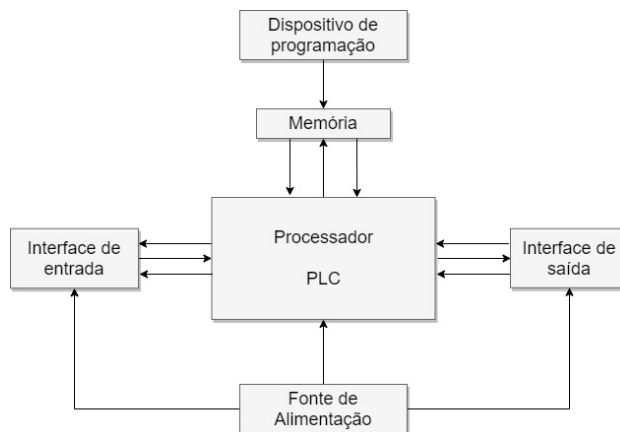 Dispositivo de
programação
Memória
Processador
PLC
Interface de
entrada
Interface de
saída
Fonte de
Alimentação